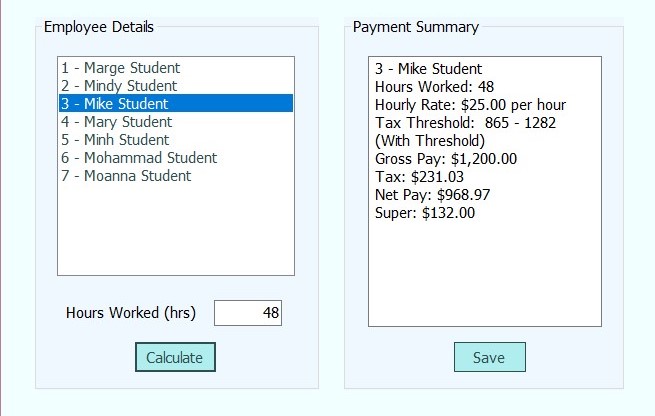 Employee Details
1 - Marge Student
2 - Mindy Student
3 - Mike Student
4 - Mary Student
5 - Minh Student
6 - Mohammad Student
7 - Moanna Student
Hours Worked (hrs)
48
Calculate
Payment Summary
3 - Mike Student
Hours Worked: 48
Hourly Rate: $25.00 per hour
Tax Threshold:  865 - 1282
(With Threshold)
Gross Pay: $1,200.00
Tax: $231.03
Net Pay: $968.97
Super: $132.00
Save